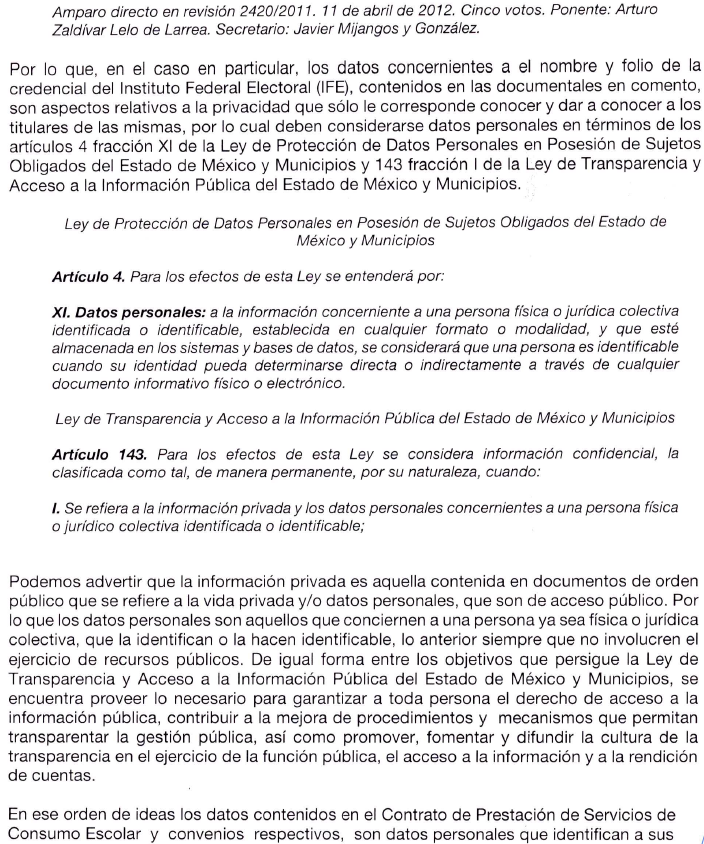 Amparo directo en revisión 2420/2011. 11 de abril de 2012. Cinco votos. Ponente: Arturo
Zaldívar Lelo de Larrea. Secretario: Javier Mijangos y González.
Por lo que, en el caso en particular, los datos concernientes a el nombre y folio de la
credencial del Instituto Federal Electoral (IFE), contenidos en las documentales en comento,
son aspectos relativos a la privacidad que sólo le corresponde conocer y dar a conocer a los
titulares de las mismas, por lo cual deben considerarse datos personales en términos de los
artículos 4 fracción XI de la Ley de Protección de Datos Personales en Posesión de Sujetos
Obligados del Estado de México y Municipios y 143 fracción I de la Ley de Transparencia y
Acceso a la Información Pública del Estado de México y Municipios.
Ley de Protección de Datos Personales en Posesión de Sujetos Obligados del Estado de
México y Municipios
Artículo 4. Para los efectos de esta Ley se entenderá por:
XI. Datos personales: a la información concerniente a una persona física o jurídica colectiva
identificada o identificable, establecida en cualquier formato o modalidad, y que esté
almacenada en los sistemas y bases de datos, se considerará que una persona es identificable
cuando su identidad pueda determinarse directa o indirectamente a través de cualquier
documento informativo físico o electrónico.
Ley de Transparencia y Acceso a la Información Pública del Estado de México y Municipios
Artículo 143. Para los efectos de esta Ley se considera información confidencial, la
clasificada como tal, de manera permanente, por su naturaleza, cuando:
I. Se refiera a la información privada y los datos personales concernientes a una persona física
o jurídico colectiva identificada o identificable;
Podemos advertir que la información privada es aquella contenida en documentos de orden
público que se refiere a la vida privada y/o datos personales, que son de acceso público. Por
lo que los datos personales son aquellos que conciernen a una persona ya sea física o jurídica
colectiva, que la identifican o la hacen identificable, lo anterior siempre que no involucren el
ejercicio de recursos públicos. De igual forma entre los objetivos que persigue la Ley de
Transparencia y Acceso a la Información Pública del Estado de México y Municipios, se
encuentra proveer lo necesario para garantizar a toda persona el derecho de acceso a la
información pública, contribuir a la mejora de procedimientos y mecanismos que permitan
transparentar la gestión pública, así como promover, fomentar y difundir la cultura de la
transparencia en el ejercicio de la función pública, el acceso a la información y a la rendición
de cuentas.
En ese orden de ideas los datos contenidos en el Contrato de Prestación de Servicios de
Consumo Escolar y convenios respectivos, son datos personales que identifican a sus